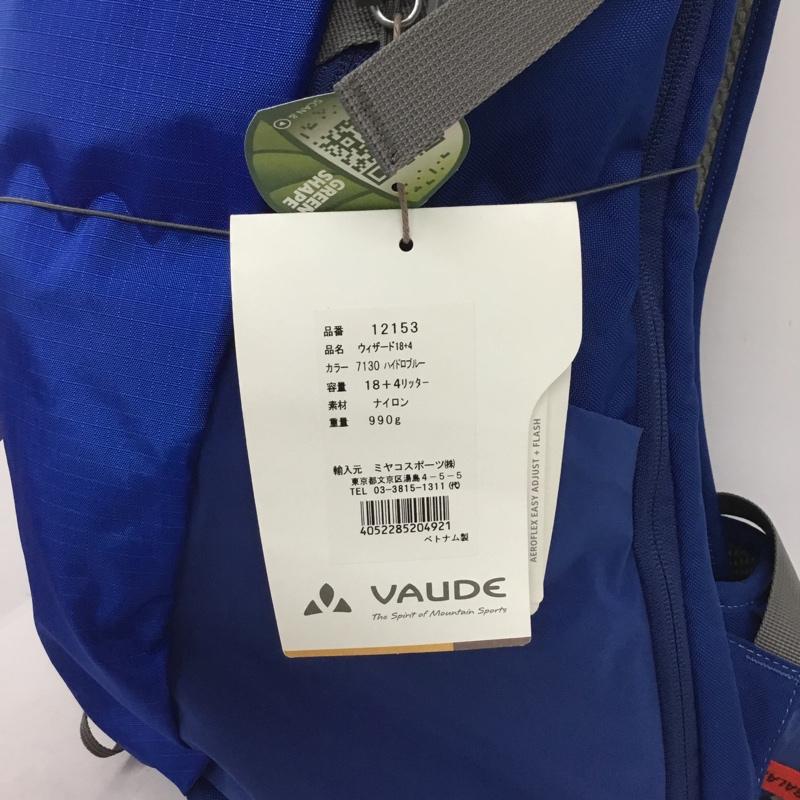 SCAN &
GREEN
SHAPE
品番 12153
品名 ウィザード18+4
カラー 7130 ハイドロブルー
容量 18+4リッター
素材 ナイロン
重量 990g
輸入元 ミヤコスポーツ㈱
東京都文京区湯島4-5-5
TEL 03-3815-1311(代)
4052285204921
ベトナム製
VAUDE
The Spirit of Mountain Sports
AEROFLEX EASY ADJUST + FLASH